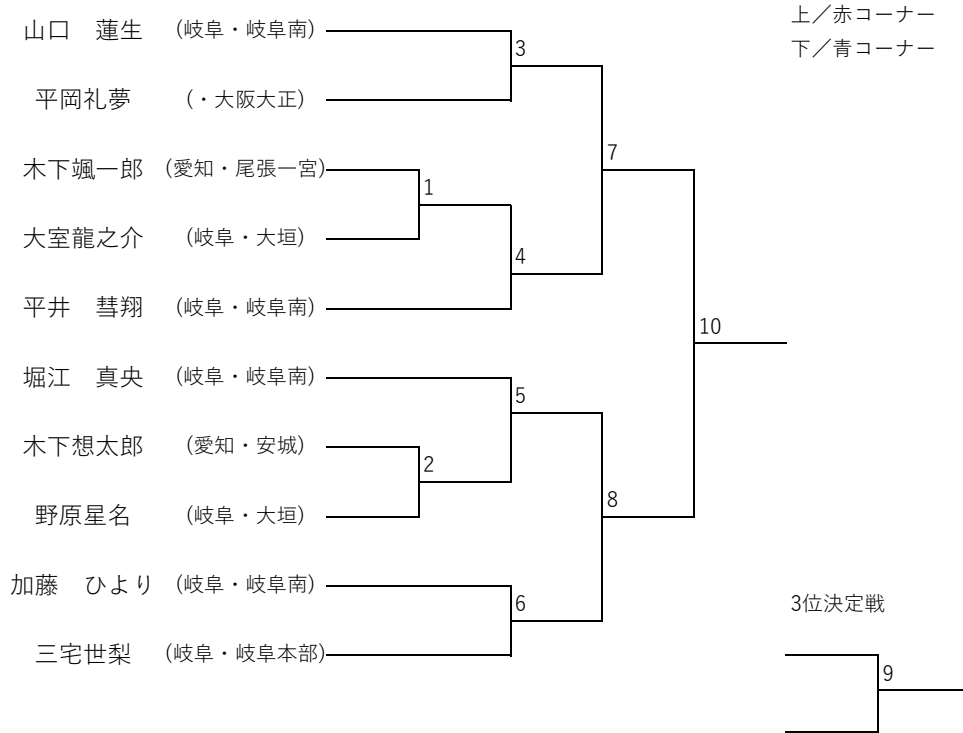 上／赤コーナー
下／青コーナー
山口　蓮生 (岐阜・岐阜南)
3
平岡礼夢 (・大阪大正)
木下颯一郎 (愛知・尾張一宮)
7
1
大室龍之介 (岐阜・大垣)
4
平井　彗翔 (岐阜・岐阜南)
10
堀江　真央 (岐阜・岐阜南)
5
木下想太郎 (愛知・安城)
2
8
野原星名 (岐阜・大垣)
加藤　ひより (岐阜・岐阜南)
6
3位決定戦
三宅世梨 (岐阜・岐阜本部)
9